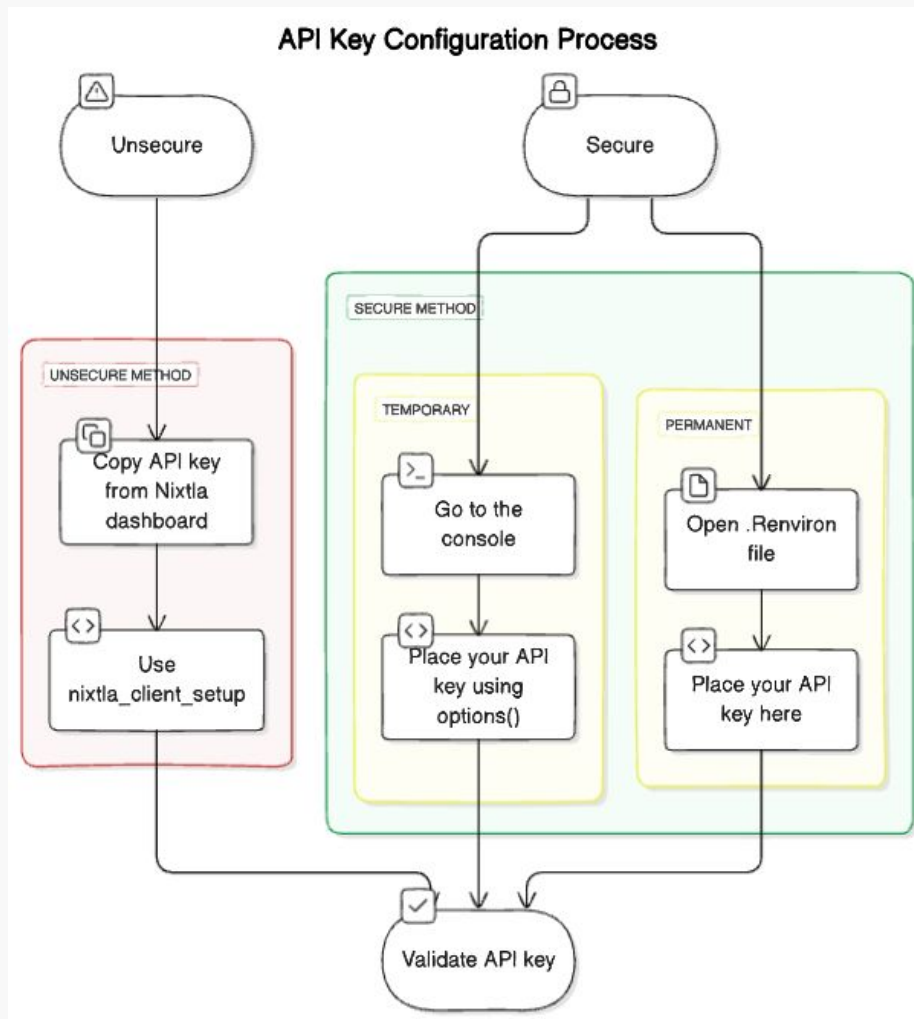 API Key Configuration Process
Unsecure
Secure
SECURE METHOD
UNSECURE METHOD
TEMPORARY
PERMANENT
Copy API key
from Nixtla
dashboard
Go to the
console
Open .Renviron
file
Use
nixtla_client_setup
Place your API
key using
options()
Place your API
key here
Validate API key